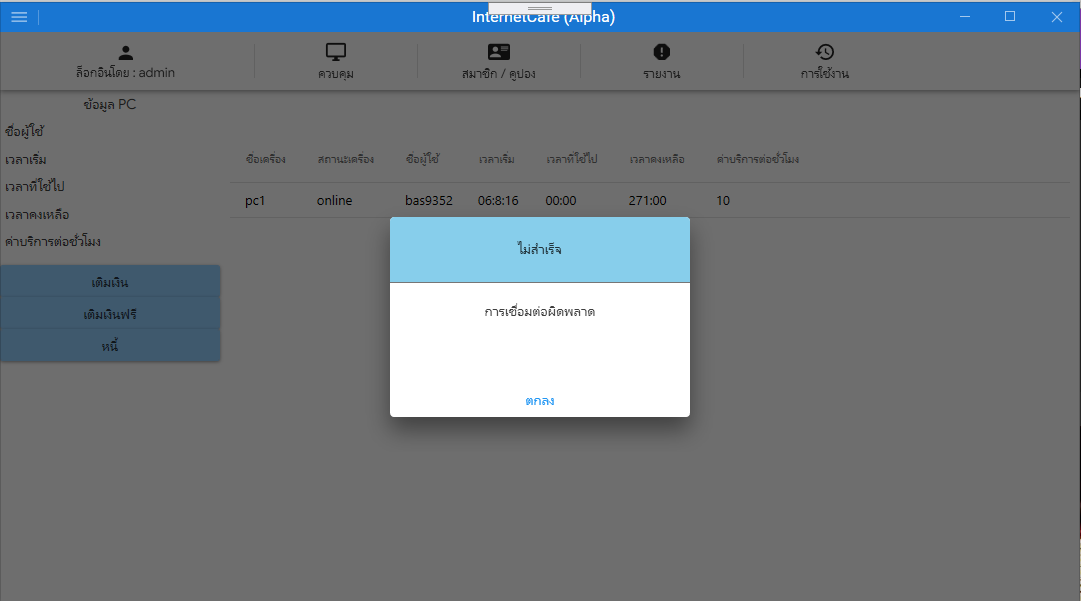 InternetCafe (Alpha)
ล็อกอินโดย : admin
ควบคุม
สมาชิก / คูปอง
รายงาน
การใช้งาน
ข้อมูล PC
ชื่อผู้ใช้
เวลาเริ่ม
เวลาที่ใช้ไป
เวลาคงเหลือ
ค่าบริการต่อชั่วโมง
เติมเงิน
เติมเงินฟรี
หนี้
ชื่อเครื่อง สถานะเครื่อง ชื่อผู้ใช้ เวลาเริ่ม เวลาที่ใช้ไป เวลาคงเหลือ ค่าบริการต่อชั่วโมง
pc1 online bas9352 06:8:16 00:00 271:00 10
ไม่สำเร็จ
การเชื่อมต่อผิดพลาด
ตกลง